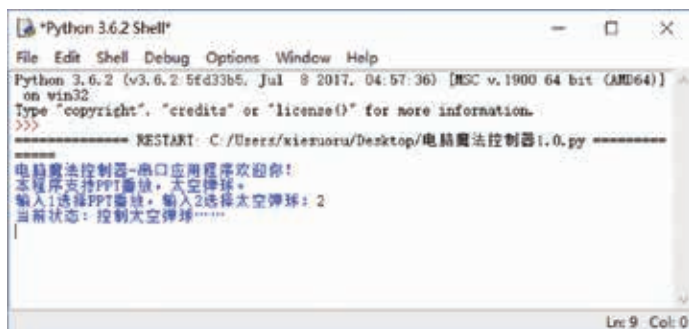 *Python 3.6.2 Shell*
File Edit Shell Debug Options Window Help
Python 3.6.2 (v3.6.2:5fd33b5, Jul 8 2017, 04:57:36) [MSC v.1900 64 bit (AMD64)]
on win32
Type "copyright", "credits" or "license()" for more information.
>>>
============== RESTART: C:/Users/xiezuoru/Desktop/电脑魔法控制器1.0.py =========
=====
电脑魔法控制器-串口应用程序欢迎你!
本程序支持PPT播放，太空弹球。
输入1选择PPT播放，输入2选择太空弹球: 2
当前状态: 控制太空弹球……
Ln: 9 Col: 0